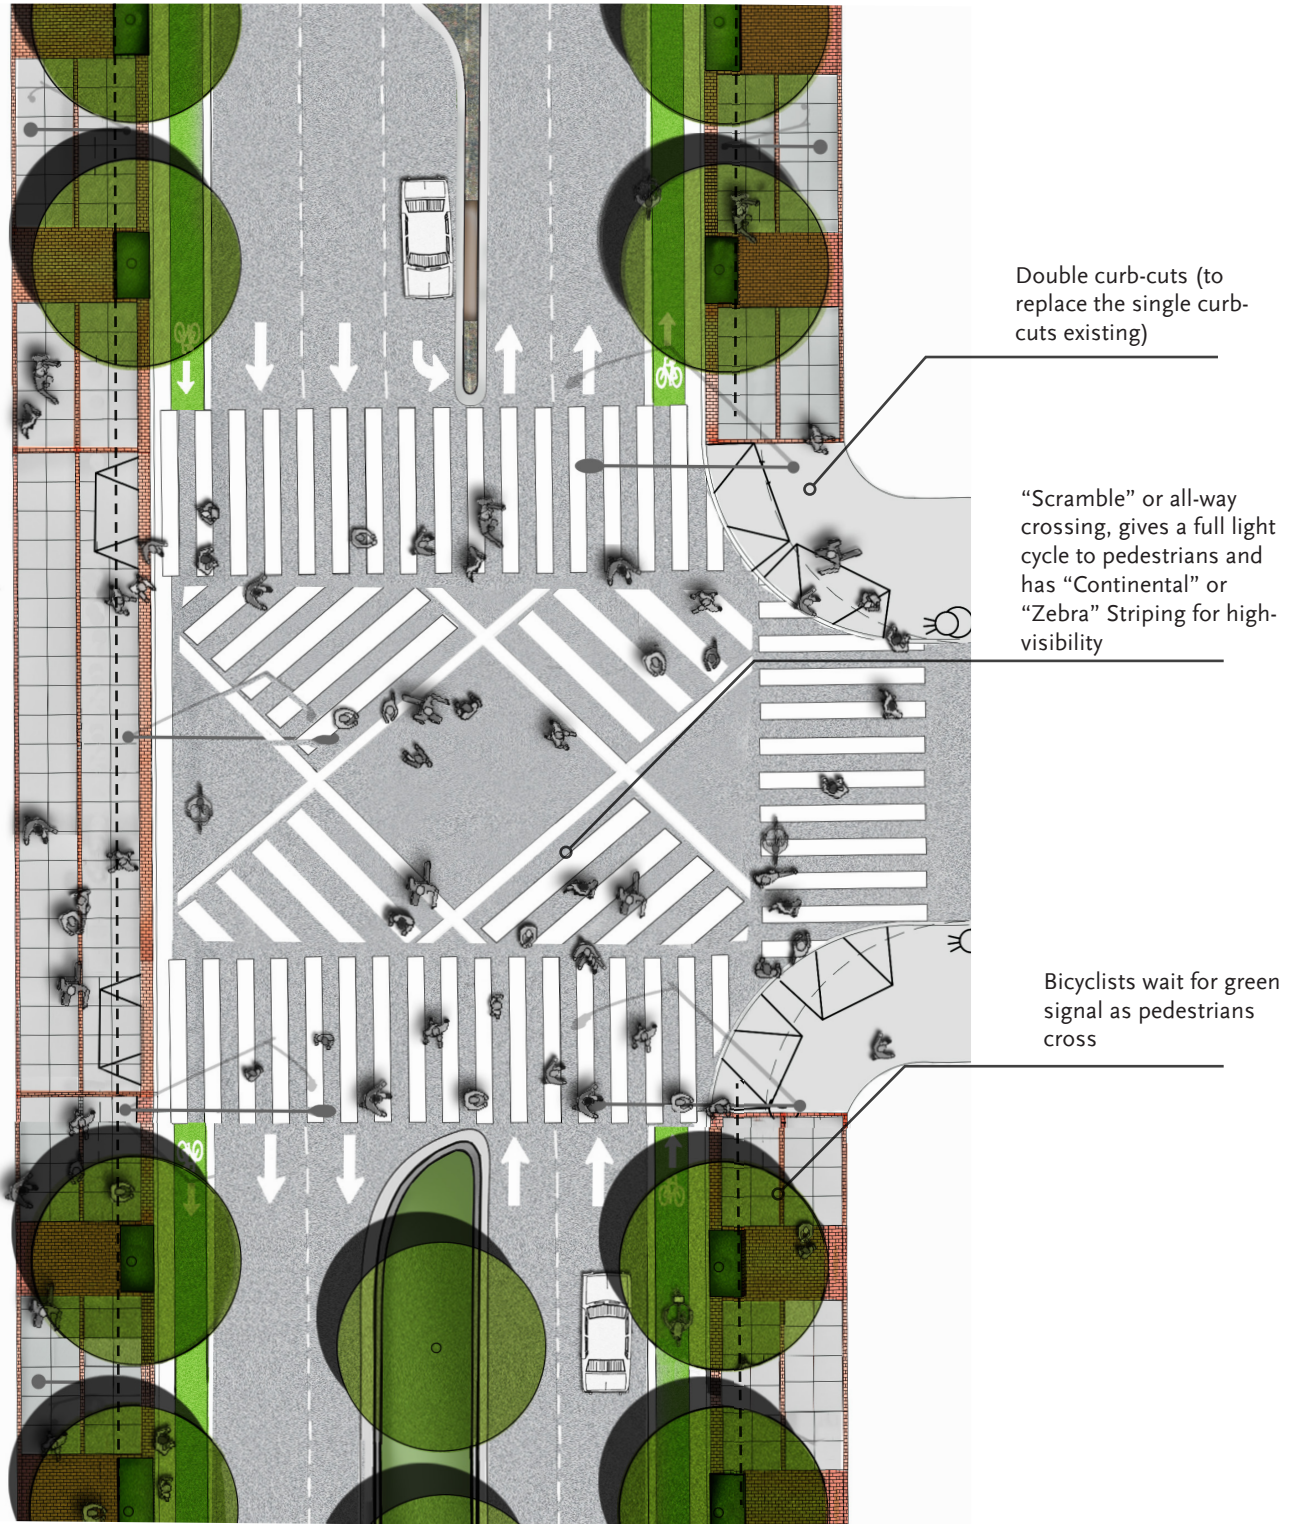 Double curb-cuts (to
replace the single curb-
cuts existing)
“Scramble” or all-way
crossing, gives a full light
cycle to pedestrians and
has “Continental” or
“Zebra” Striping for high-
visibility
Bicyclists wait for green
signal as pedestrians
cross